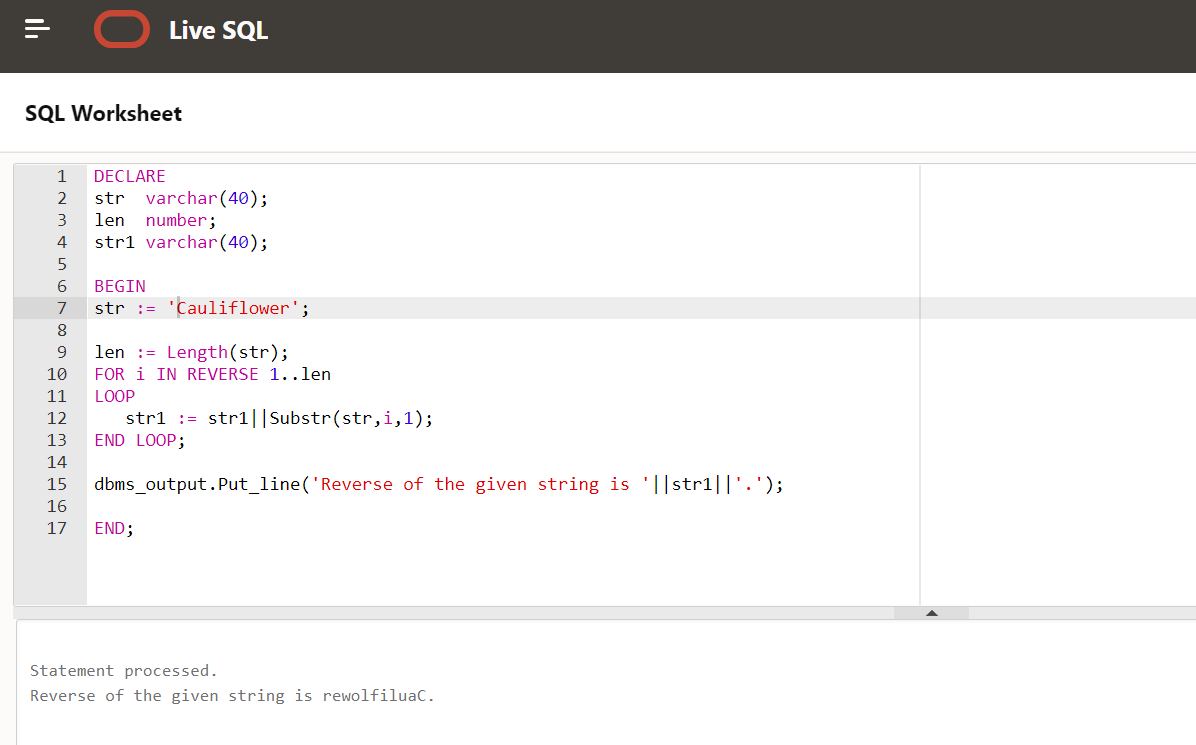 Live SQL
SQL Worksheet
1 DECLARE
2 str  varchar(40);
3 len  number;
4 str1 varchar(40);
5
6 BEGIN
7 str := 'Cauliflower';
8
9 len := Length(str);
10 FOR i IN REVERSE 1..len
11 LOOP
12    str1 := str1||Substr(str,i,1);
13 END LOOP;
14
15 dbms_output.Put_line('Reverse of the given string is '||str1||'.');
16
17 END;
Statement processed.
Reverse of the given string is rewolfiluaC.